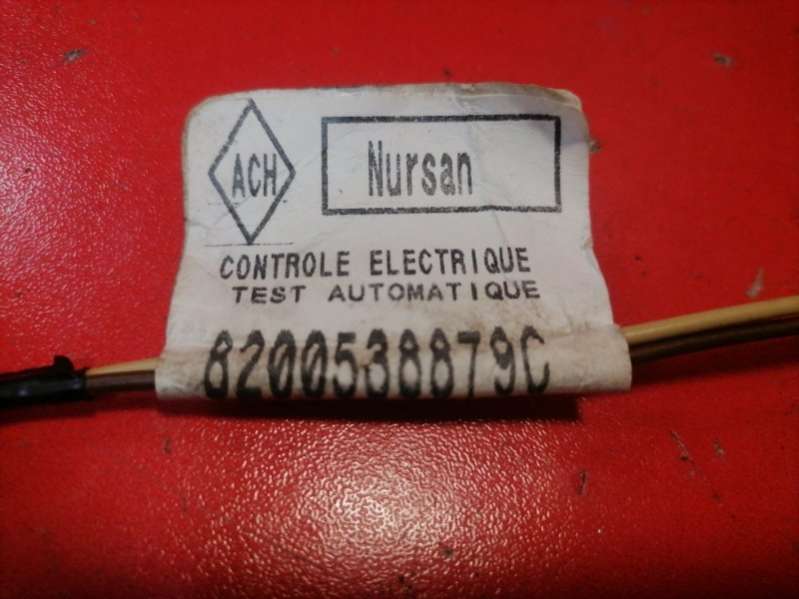 ACH
Nursan
CONTROLE ELECTRIQUE
TEST AUTOMATIQUE
8200538879C